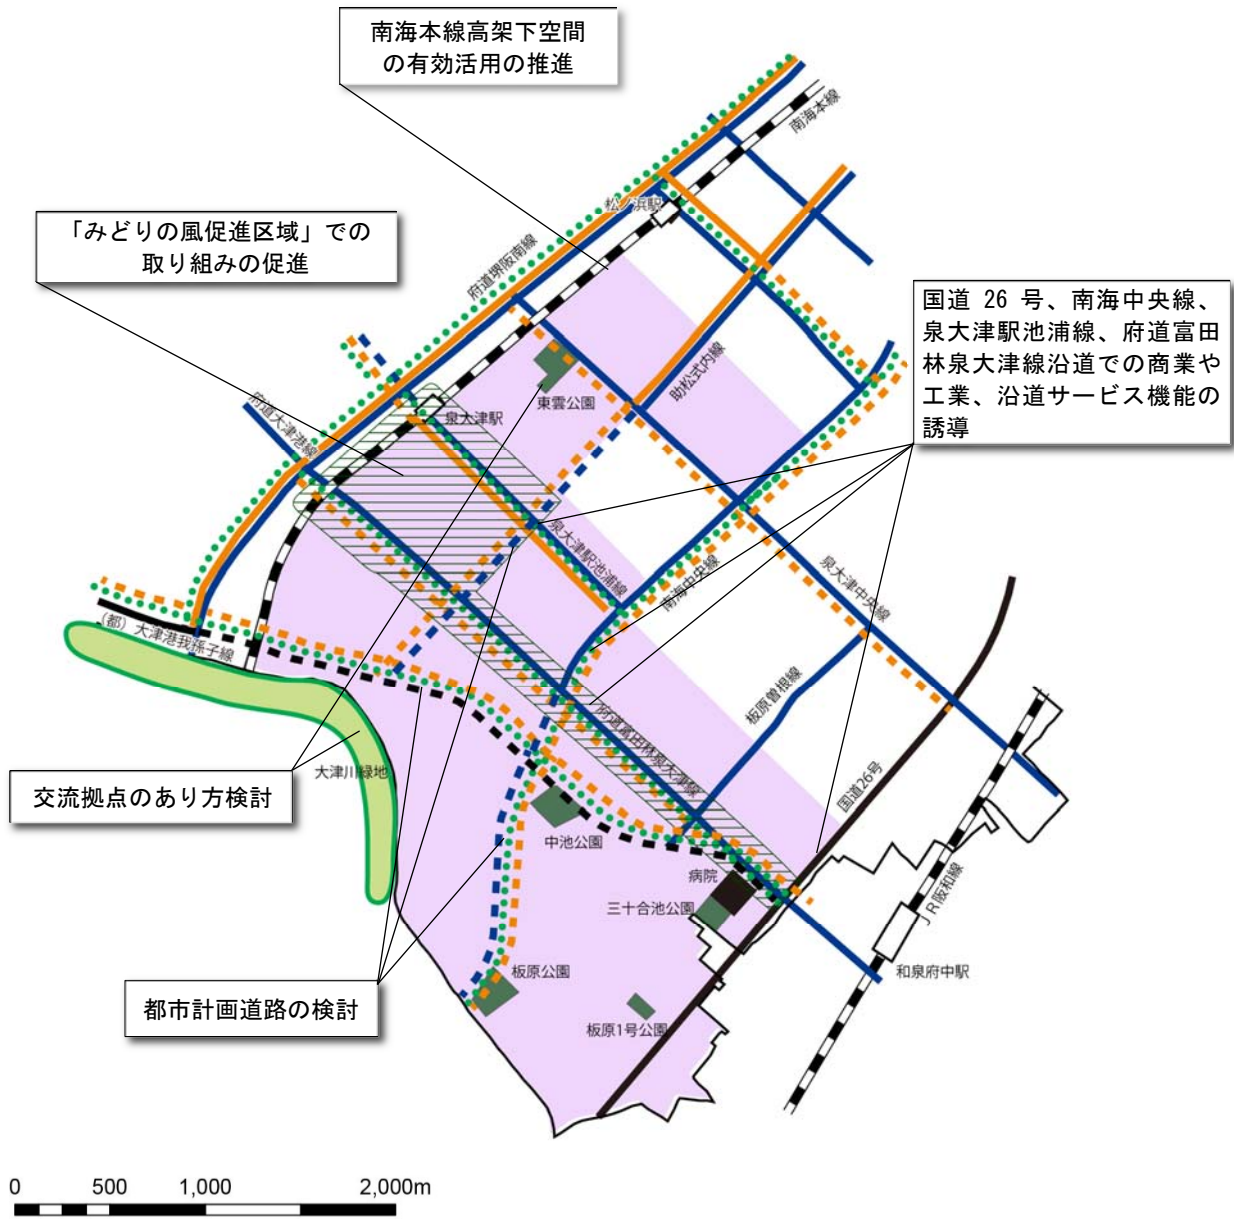 南海本線高架下空間
の有効活用の推進
南海本線
松ノ浜駅
「みどりの風促進区域」での
取り組みの促進
府道堺阪南線
国道 26 号、南海中央線、
泉大津駅池浦線、府道富田
林泉大津線沿道での商業や
工業、沿道サービス機能の
誘導
助松式内線
東雲公園
府道大津港線
泉大津駅
泉大津駅池浦線
南海中央線
泉大津中央線
(都)大津港我孫子線
板原曽根線
府道富田林泉大津線
国道26号
大津川緑地
交流拠点のあり方検討
中池公園
病院
三十合池公園
JR阪和線
和泉府中駅
板原公園
都市計画道路の検討
板原1号公園
0 500 1,000 2,000m